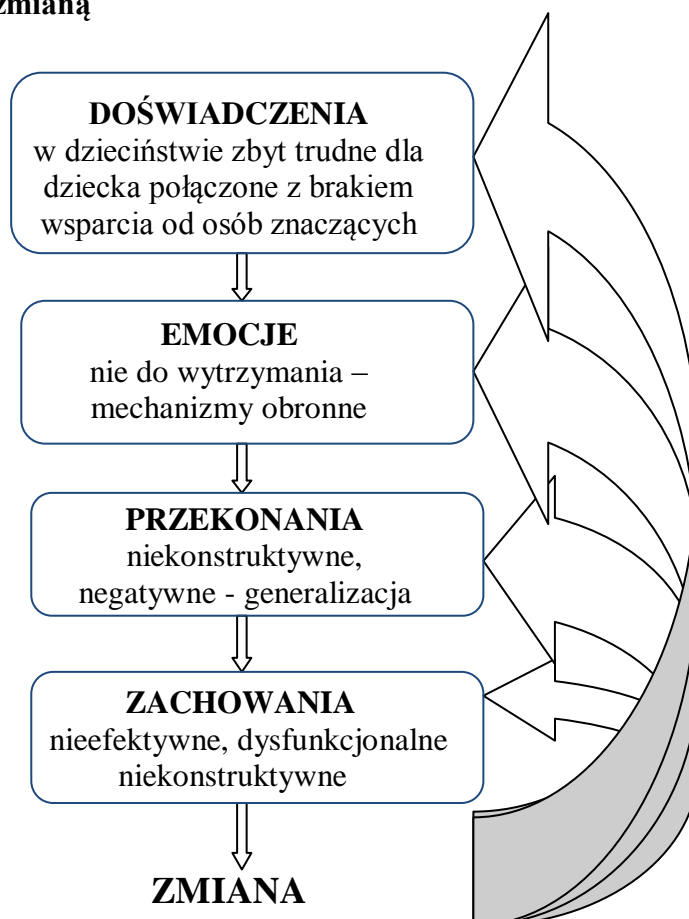 zmianą
DOŚWIADCZENIA
w dzieciństwie zbyt trudne dla
dziecka połączone z brakiem
wsparcia od osób znaczących
EMOCJE
nie do wytrzymania –
mechanizmy obronne
PRZEKONANIA
niekonstruktywne,
negatywne - generalizacja
ZACHOWANIA
nieefektywne, dysfunkcjonalne
niekonstruktywne
ZMIANA